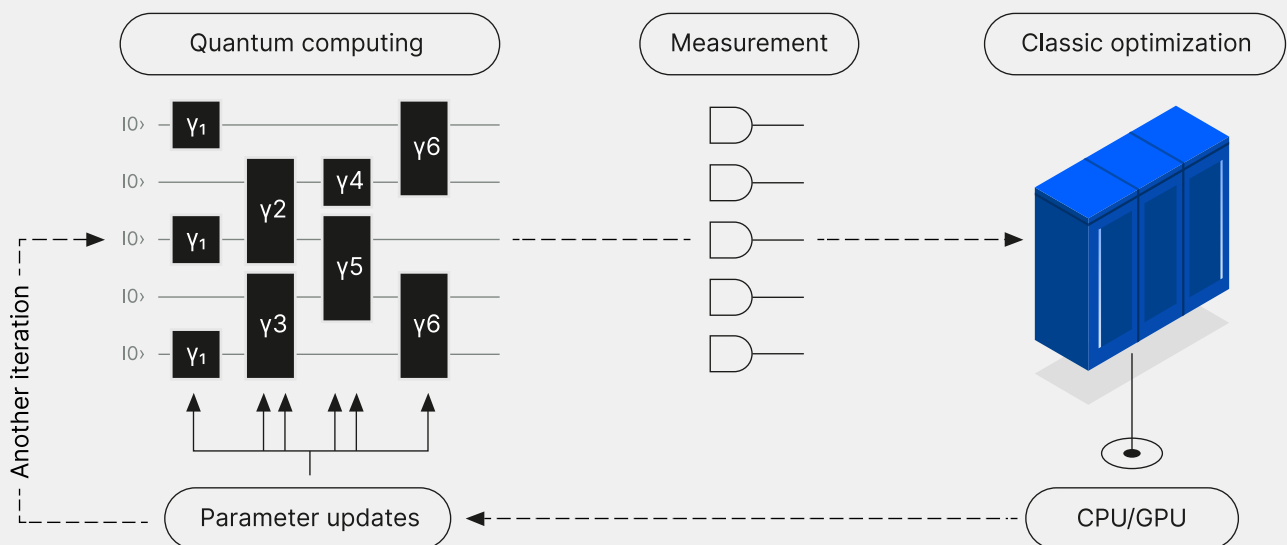 Quantum computing
Measurement
Classic optimization
|0› γ₁ γ6
|0› γ2 γ4
|0› γ₁ γ5
|0› γ3 γ6
|0› γ₁
Another iteration
Parameter updates
CPU/GPU